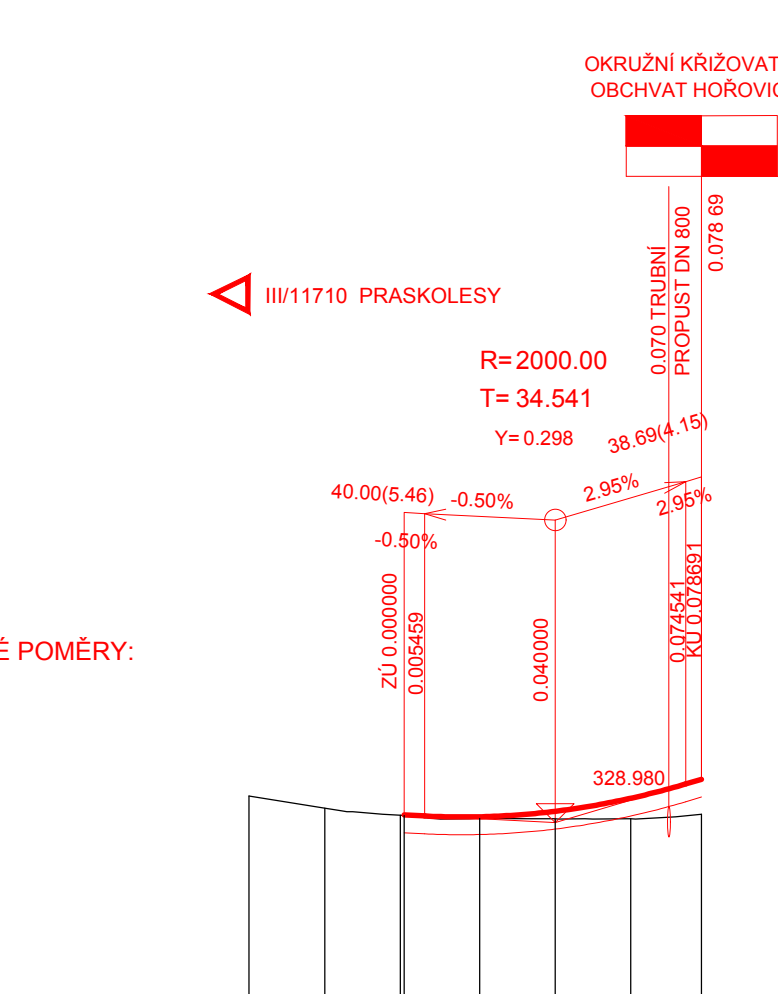 OKRUŽNÍ KŘIŽOVAT
OBCHVAT HOŘOVIC
0.070 TRUBNÍ
PROPUST DN 800
0.078 69
III/11710 PRASKOLESY
R= 2000.00
T= 34.541
Y= 0.298
38.69(4.15)
40.00(5.46)
-0.50%
2.95%
2.95%
-0.50%
ZÚ 0.000000
0.005459
0.040000
0.074541
KÚ 0.078691
É POMĚRY:
328.980